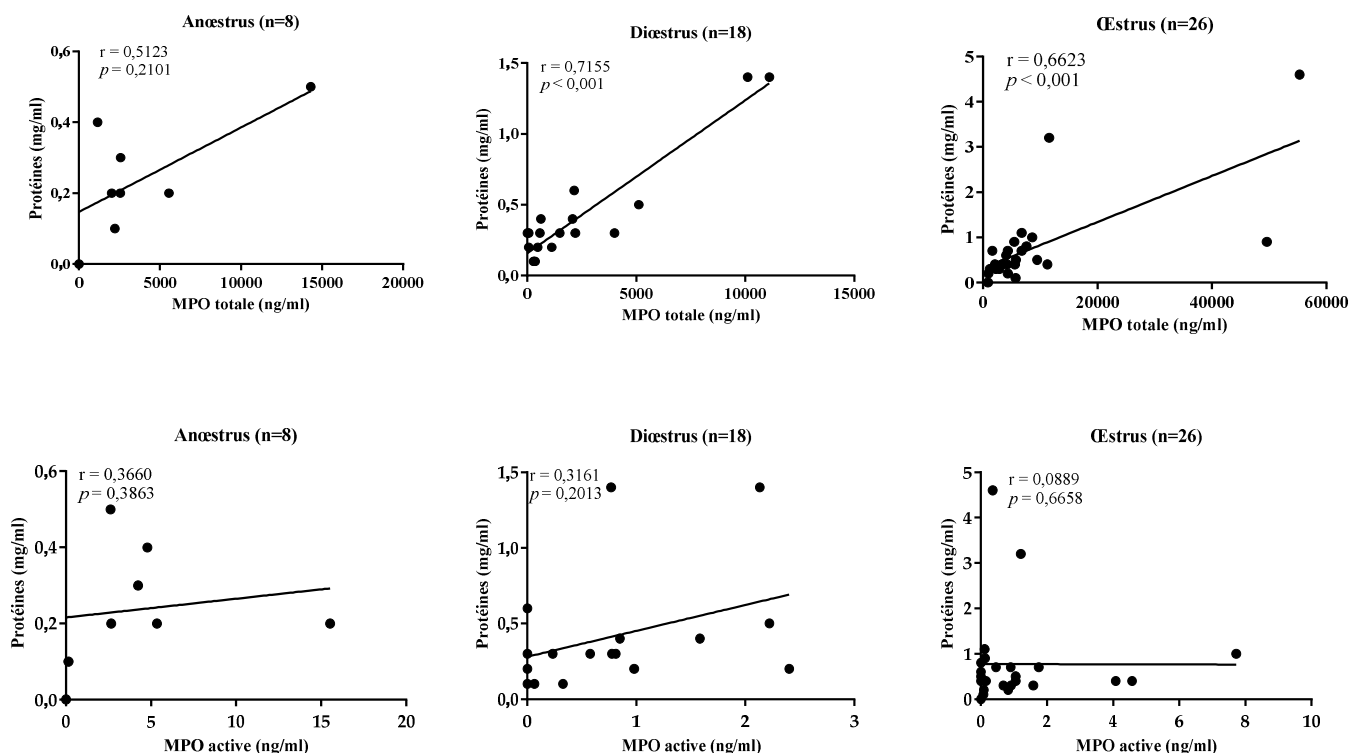 Anœstrus (n=8)
r = 0,5123
p = 0,2101
Protéines (mg/ml)
0,6
0,4
0,2
0,0
0
5000
10000
15000
20000
MPO totale (ng/ml)
Diœstrus (n=18)
r = 0,7155
p < 0,001
Protéines (mg/ml)
1,5
1,0
0,5
0,0
0
5000
10000
15000
MPO totale (ng/ml)
Œstrus (n=26)
r = 0,6623
p < 0,001
Protéines (mg/ml)
5
4
3
2
1
0
0
20000
40000
60000
MPO totale (ng/ml)
Anœstrus (n=8)
r = 0,3660
p = 0,3863
Protéines (mg/ml)
0,6
0,4
0,2
0,0
0
5
10
15
20
MPO active (ng/ml)
Diœstrus (n=18)
r = 0,3161
p = 0,2013
Protéines (mg/ml)
1,5
1,0
0,5
0,0
0
1
2
3
MPO active (ng/ml)
Œstrus (n=26)
r = 0,0889
p = 0,6658
Protéines (mg/ml)
5
4
3
2
1
0
0
2
4
6
8
10
MPO active (ng/ml)